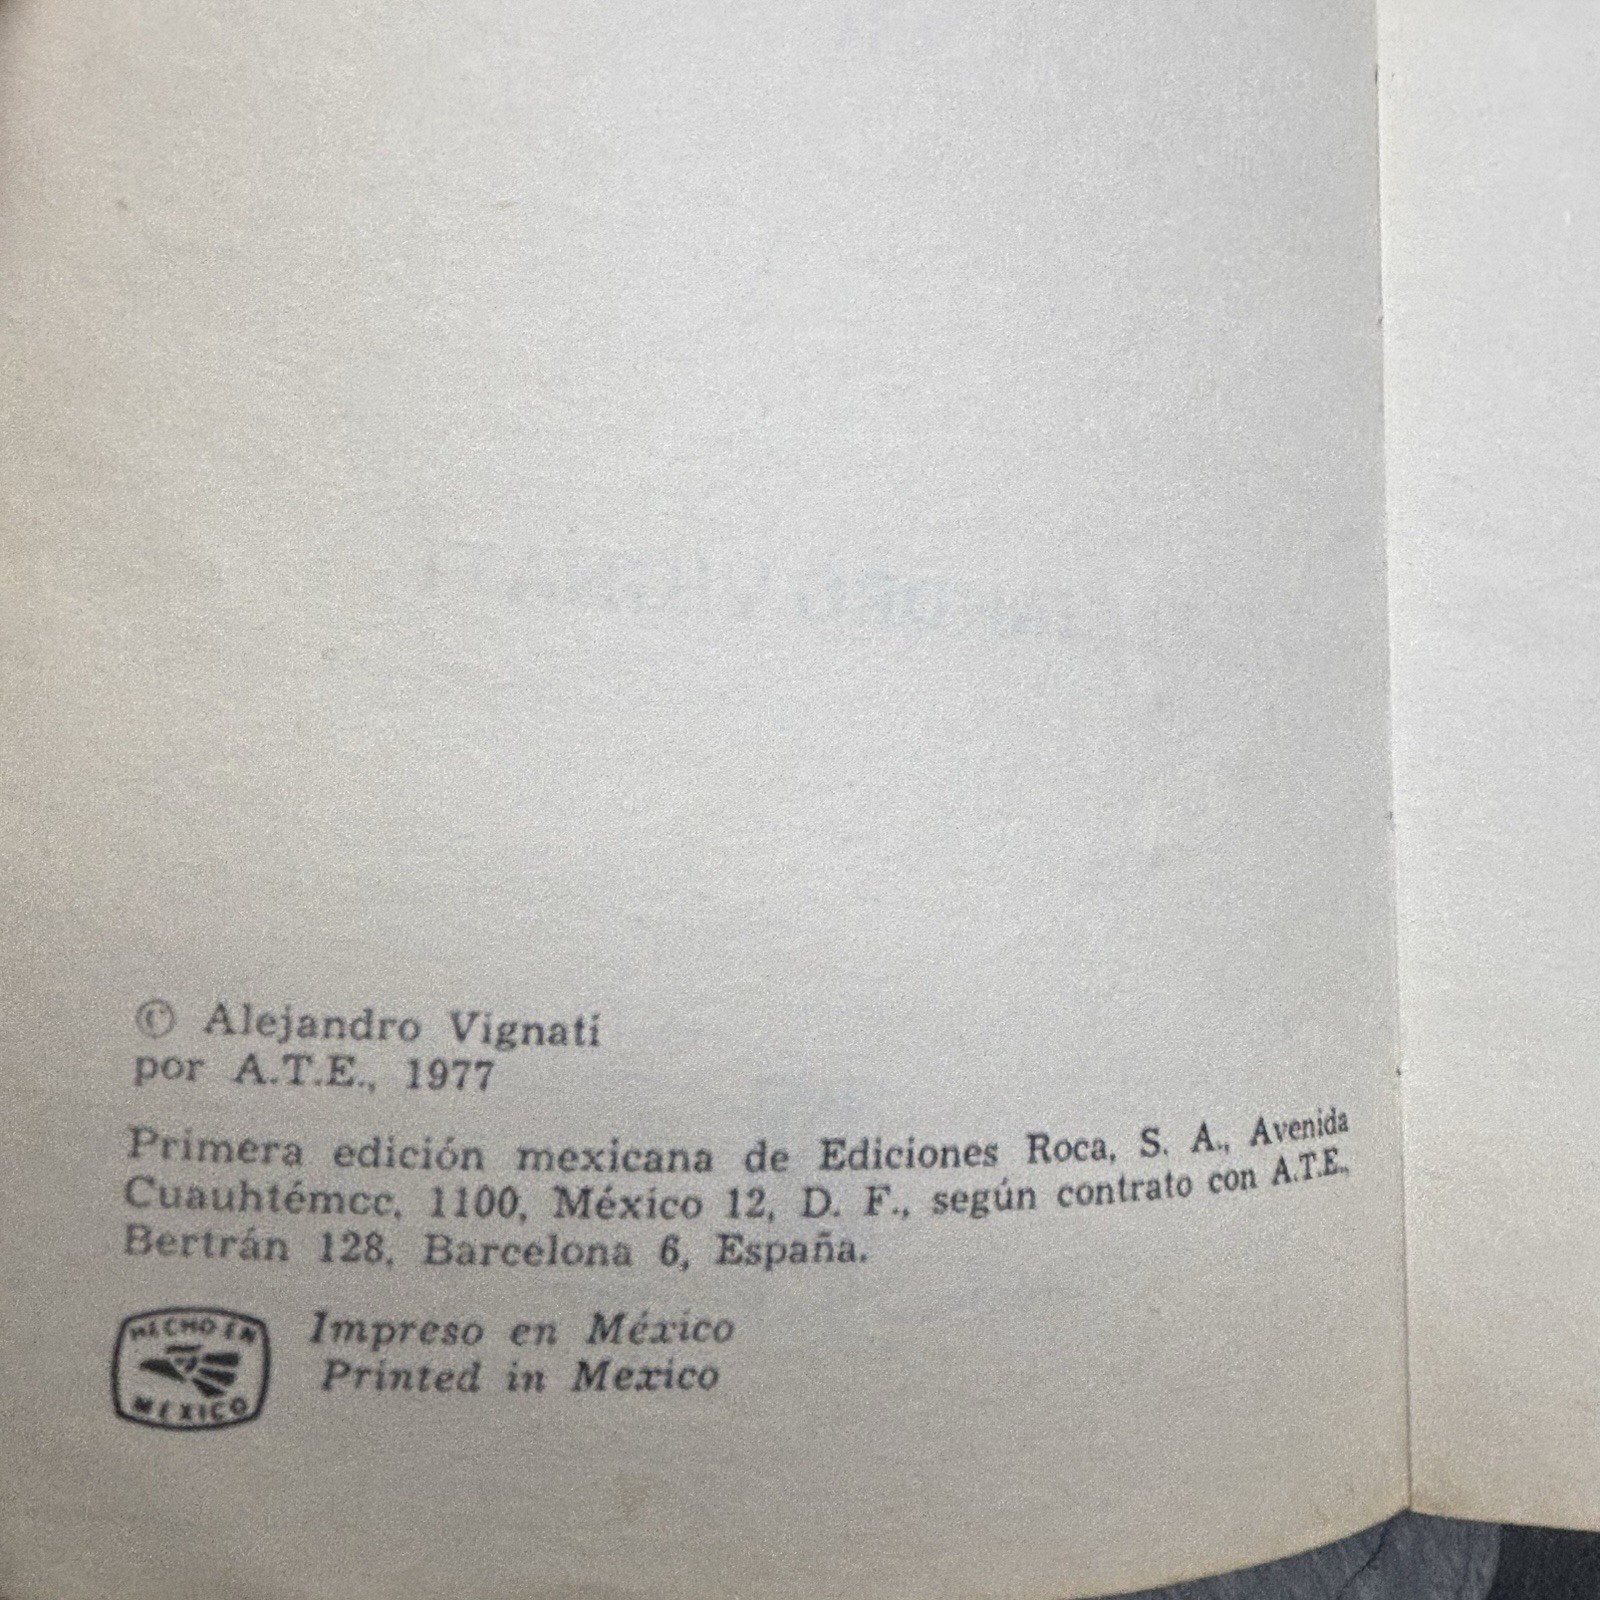 © Alejandro Vignati
por A.T.E., 1977
Primera edición mexicana de Ediciones Roca, S. A., Avenida
Cuauhtémcc, 1100, México 12, D. F., según contrato con A.T.E.,
Bertrán 128, Barcelona 6, España.
HECHO EN
MEXICO
Impreso en México
Printed in Mexico